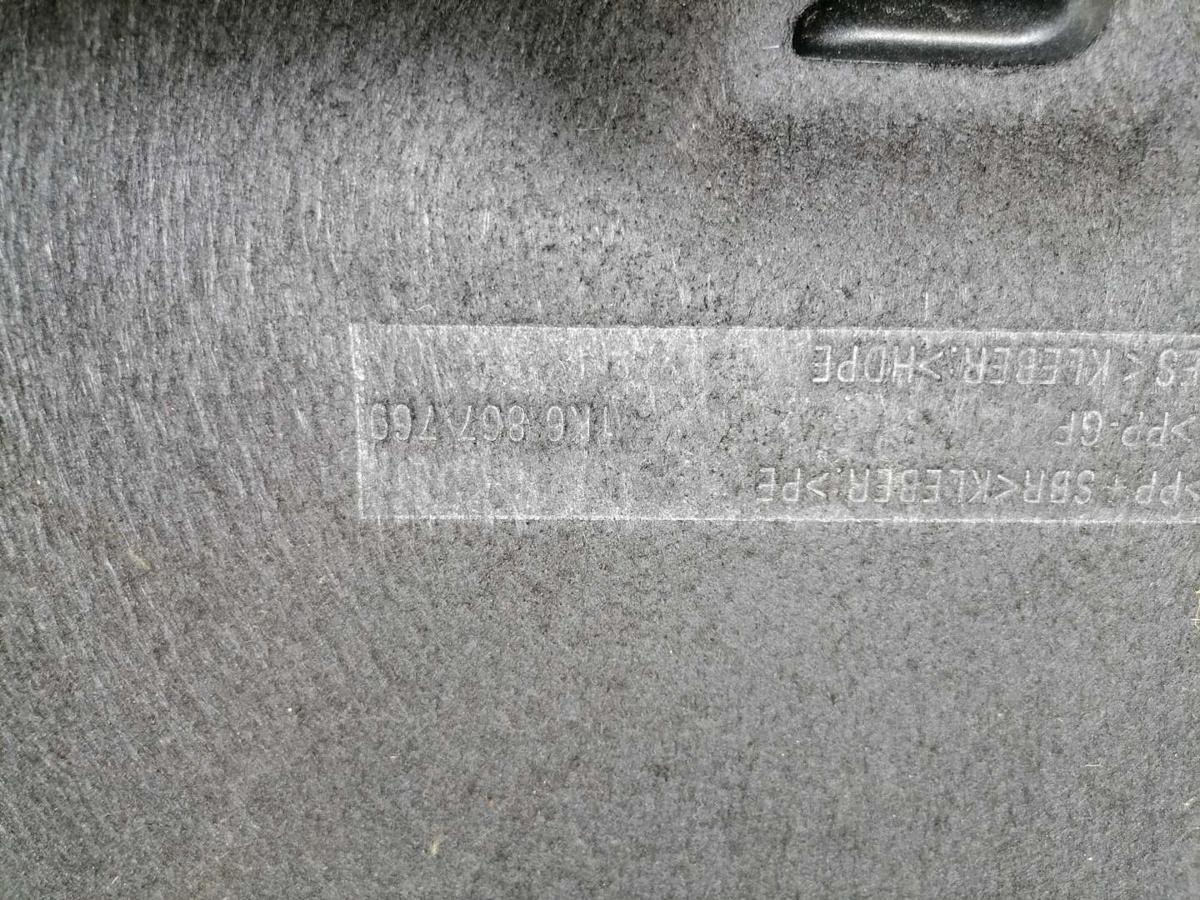 >PP + SBR<KLEBER:>PE
>PP-GF 1K6 867 769
ES<KLEBER:>HDPE